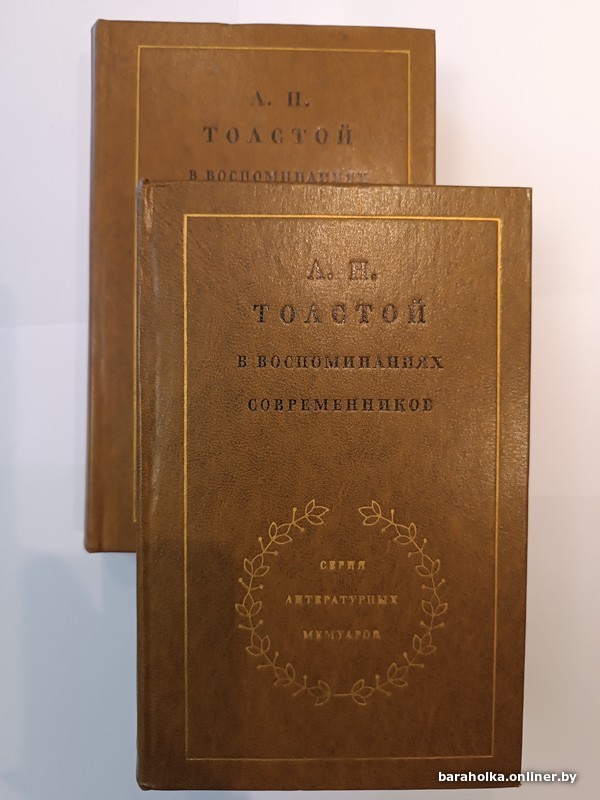 Л. Н.
ТОЛСТОЙ
В ВОСПОМИНАНИЯХ
Л. Н.
ТОЛСТОЙ
В ВОСПОМИНАНИЯХ
СОВРЕМЕННИКОВ
СЕРИЯ
ЛИТЕРАТУРНЫХ
МЕМУАРОВ
baraholka.onliner.by